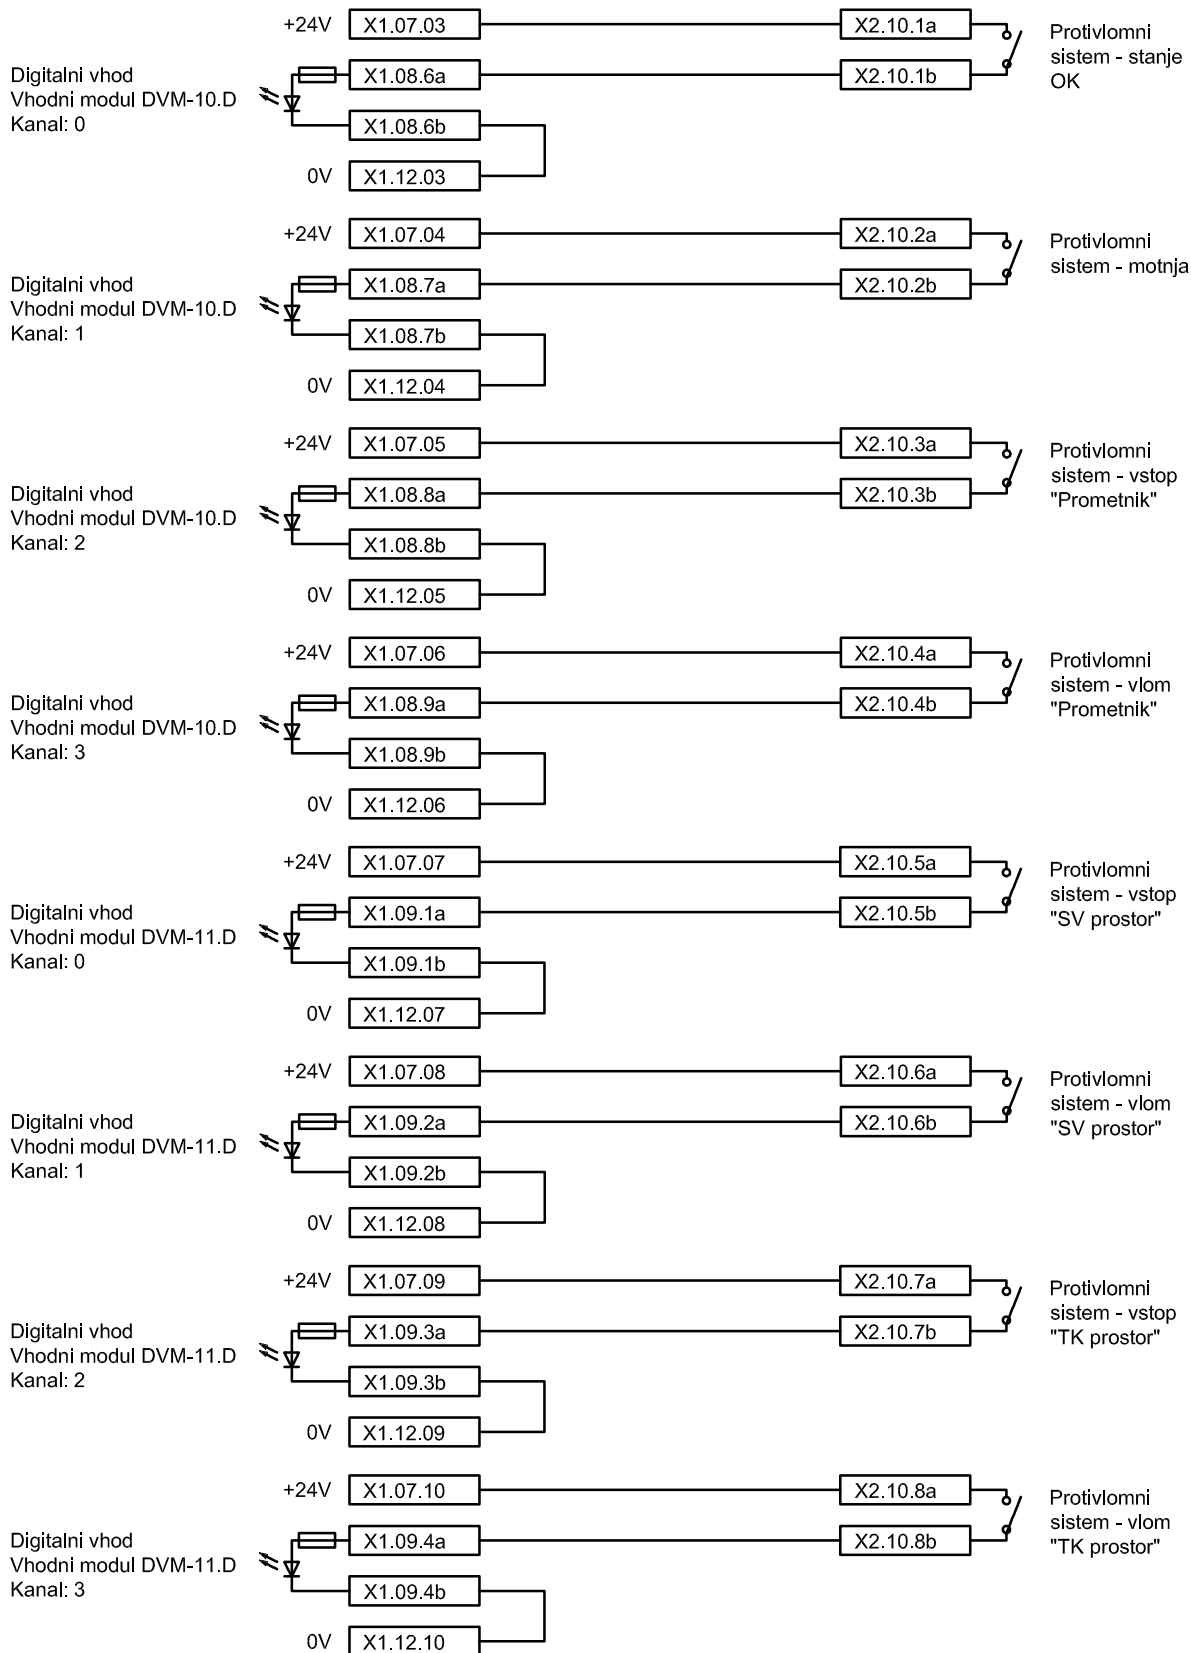 +24V X1.07.03 X2.10.1a
Protivlomni
sistem - stanje
OK
Digitalni vhod
Vhodni modul DVM-10.D
Kanal: 0
X1.08.6a X2.10.1b
X1.08.6b
0V X1.12.03
+24V X1.07.04 X2.10.2a
Protivlomni
sistem - motnja
Digitalni vhod
Vhodni modul DVM-10.D
Kanal: 1
X1.08.7a X2.10.2b
X1.08.7b
0V X1.12.04
+24V X1.07.05 X2.10.3a
Protivlomni
sistem - vstop
"Prometnik"
Digitalni vhod
Vhodni modul DVM-10.D
Kanal: 2
X1.08.8a X2.10.3b
X1.08.8b
0V X1.12.05
+24V X1.07.06 X2.10.4a
Protivlomni
sistem - vlom
"Prometnik"
Digitalni vhod
Vhodni modul DVM-10.D
Kanal: 3
X1.08.9a X2.10.4b
X1.08.9b
0V X1.12.06
+24V X1.07.07 X2.10.5a
Protivlomni
sistem - vstop
"SV prostor"
Digitalni vhod
Vhodni modul DVM-11.D
Kanal: 0
X1.09.1a X2.10.5b
X1.09.1b
0V X1.12.07
+24V X1.07.08 X2.10.6a
Protivlomni
sistem - vlom
"SV prostor"
Digitalni vhod
Vhodni modul DVM-11.D
Kanal: 1
X1.09.2a X2.10.6b
X1.09.2b
0V X1.12.08
+24V X1.07.09 X2.10.7a
Protivlomni
sistem - vstop
"TK prostor"
Digitalni vhod
Vhodni modul DVM-11.D
Kanal: 2
X1.09.3a X2.10.7b
X1.09.3b
0V X1.12.09
+24V X1.07.10 X2.10.8a
Protivlomni
sistem - vlom
"TK prostor"
Digitalni vhod
Vhodni modul DVM-11.D
Kanal: 3
X1.09.4a X2.10.8b
X1.09.4b
0V X1.12.10